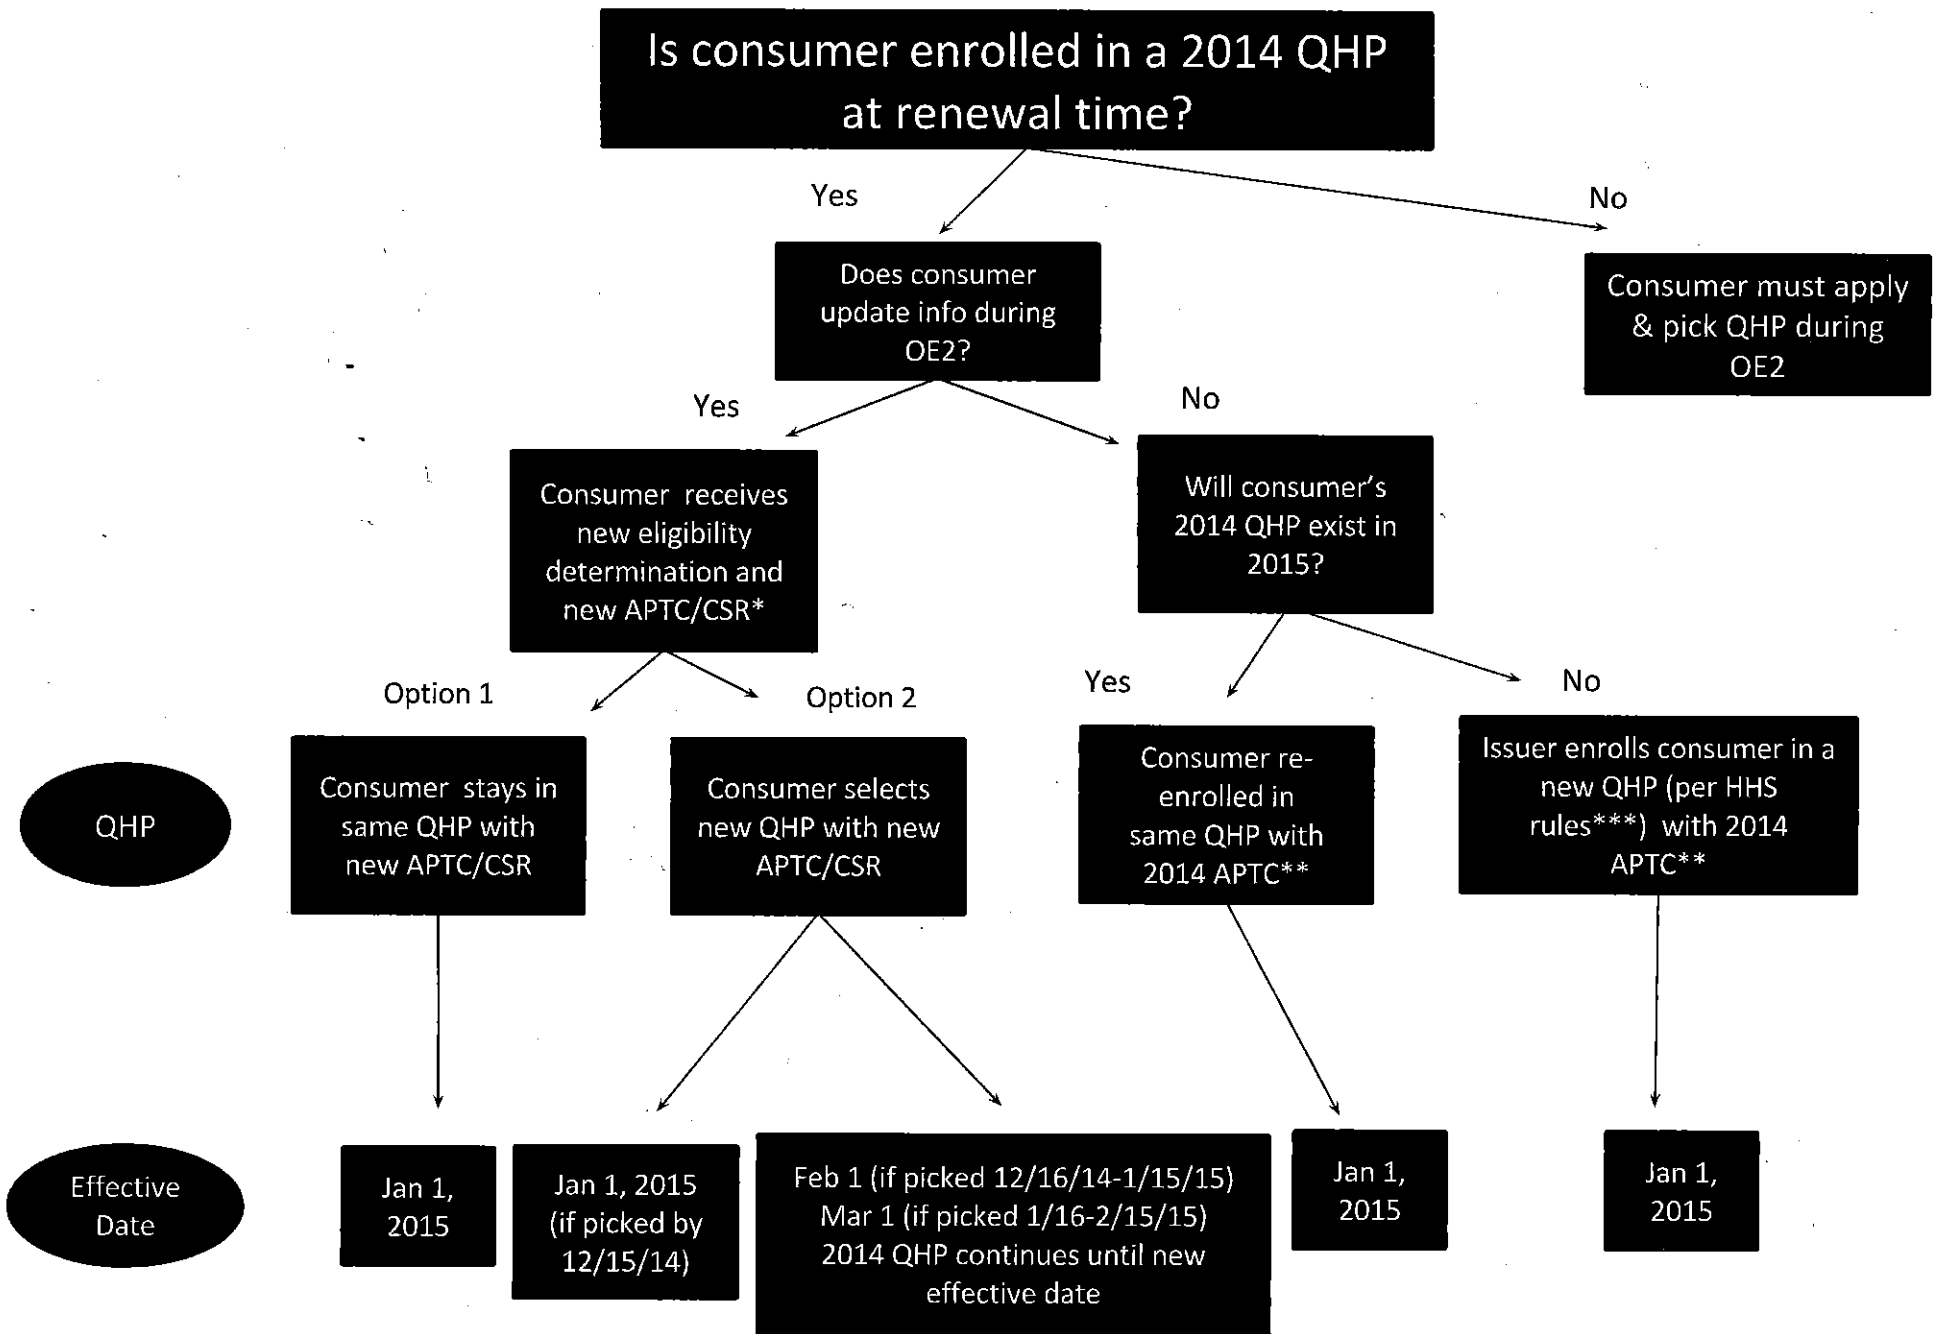 Is consumer enrolled in a 2014 QHP
at renewal time?
Yes
No
Does consumer
update info during
OE2?
Consumer must apply
& pick QHP during
OE2
Yes
No
Consumer receives
new eligibility
determination and
new APTC/CSR*
Will consumer's
2014 QHP exist in
2015?
Option 1
Option 2
Yes
No
QHP
Consumer stays in
same QHP with
new APTC/CSR
Consumer selects
new QHP with new
APTC/CSR
Consumer re-
enrolled in
same QHP with
2014 APTC**
Issuer enrolls consumer in a
new QHP (per HHS
rules***) with 2014
APTC**
Effective
Date
Jan 1,
2015
Jan 1, 2015
(if picked by
12/15/14)
Feb 1 (if picked 12/16/14-1/15/15)
Mar 1 (if picked 1/16-2/15/15)
2014 QHP continues until new
effective date
Jan 1,
2015
Jan 1,
2015